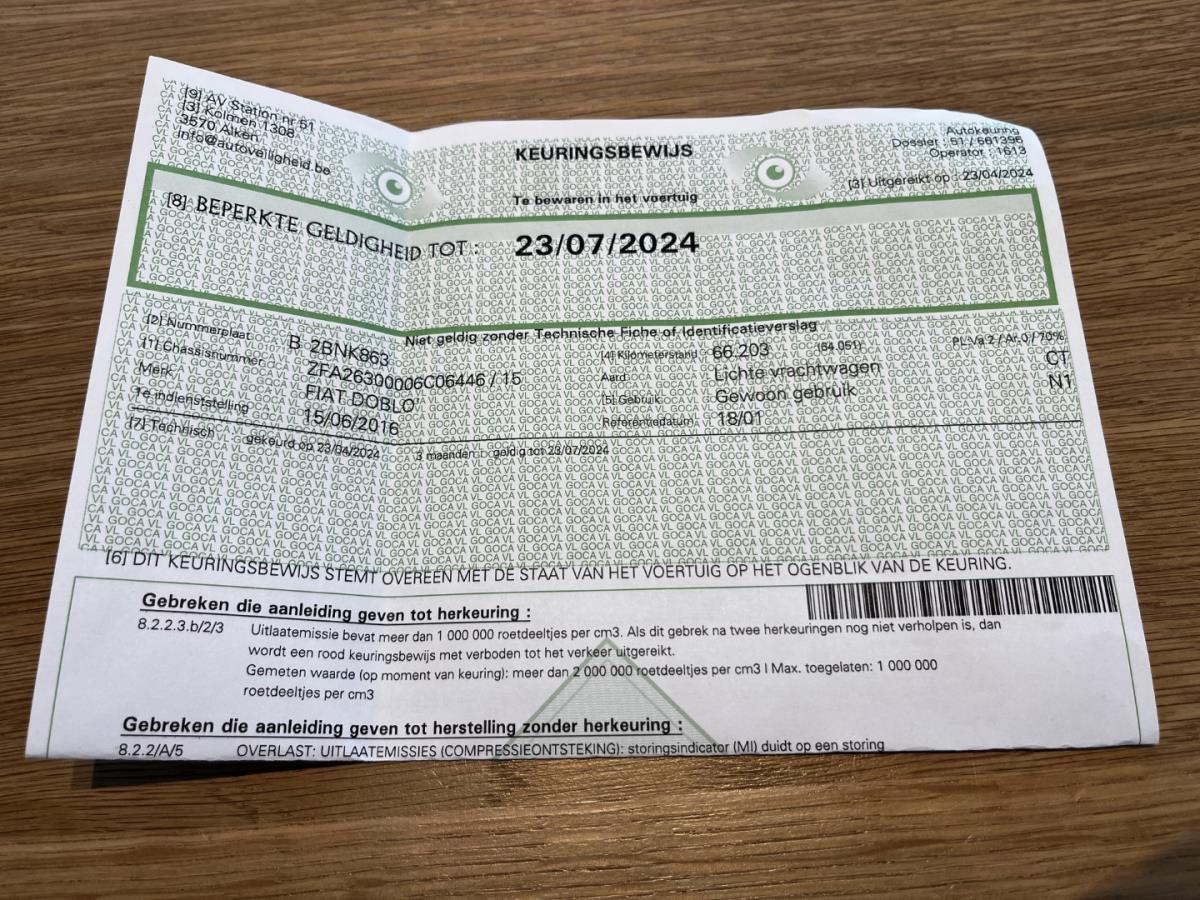 [9] AV Station nr 51
[3] Kolmen 1308
3570 Alken
info@autoveiligheid.be
KEURINGSBEWIJS
Te bewaren in het voertuig
Autokeuring
Dossier : 51 / 661396
Operator : 1613
[3] Uitgereikt op : 23/04/2024
[8] BEPERKTE GELDIGHEID TOT : 23/07/2024
Niet geldig zonder Technische Fiche of Identificatieverslag
[2] Nummerplaat B 2BNK863
[4] Kilometerstand 66.203 (64.051) PL:Va 2 / Ar.0 / 70%
[1] Chassisnummer ZFA26300006C06446 / 15
Aard Lichte vrachtwagen CT
Merk FIAT DOBLO'
[5] Gebruik Gewoon gebruik N1
1e indienststelling 15/06/2016
Referentiedatum 18/01
[7] Technisch gekeurd op 23/04/2024 3 maanden : geldig tot 23/07/2024
[6] DIT KEURINGSBEWIJS STEMT OVEREEN MET DE STAAT VAN HET VOERTUIG OP HET OGENBLIK VAN DE KEURING.
Gebreken die aanleiding geven tot herkeuring :
8.2.2.3.b/2/3 Uitlaatemissie bevat meer dan 1 000 000 roetdeeltjes per cm3. Als dit gebrek na twee herkeuringen nog niet verholpen is, dan
wordt een rood keuringsbewijs met verboden tot het verkeer uitgereikt.
Gemeten waarde (op moment van keuring): meer dan 2 000 000 roetdeeltjes per cm3 I Max. toegelaten: 1 000 000
roetdeeltjes per cm3
Gebreken die aanleiding geven tot herstelling zonder herkeuring :
8.2.2/A/5 OVERLAST: UITLAATEMISSIES (COMPRESSIEONTSTEKING): storingsindicator (MI) duidt op een storing